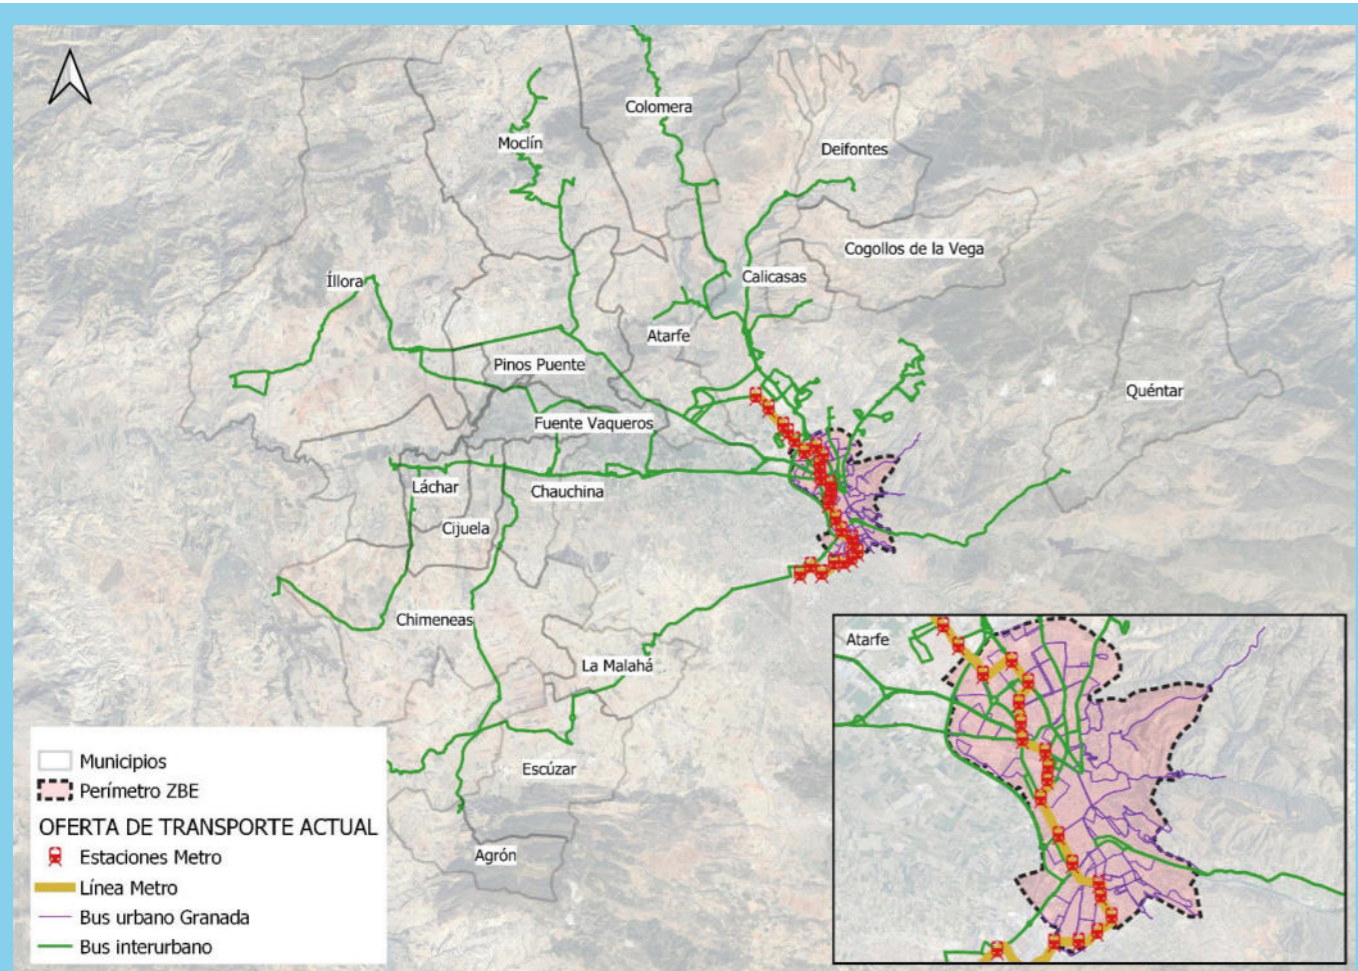 Colomera
Moclín
Deifontes
Cogollos de la Vega
Calicasas
Íllora
Atarfe
Pinos Puente
Quéntar
Fuente Vaqueros
Láchar
Chauchina
Cijuela
Chimeneas
La Malahá
Escúzar
Agrón
Atarfe
Municipios
Perímetro ZBE
OFERTA DE TRANSPORTE ACTUAL
Estaciones Metro
Línea Metro
Bus urbano Granada
Bus interurbano